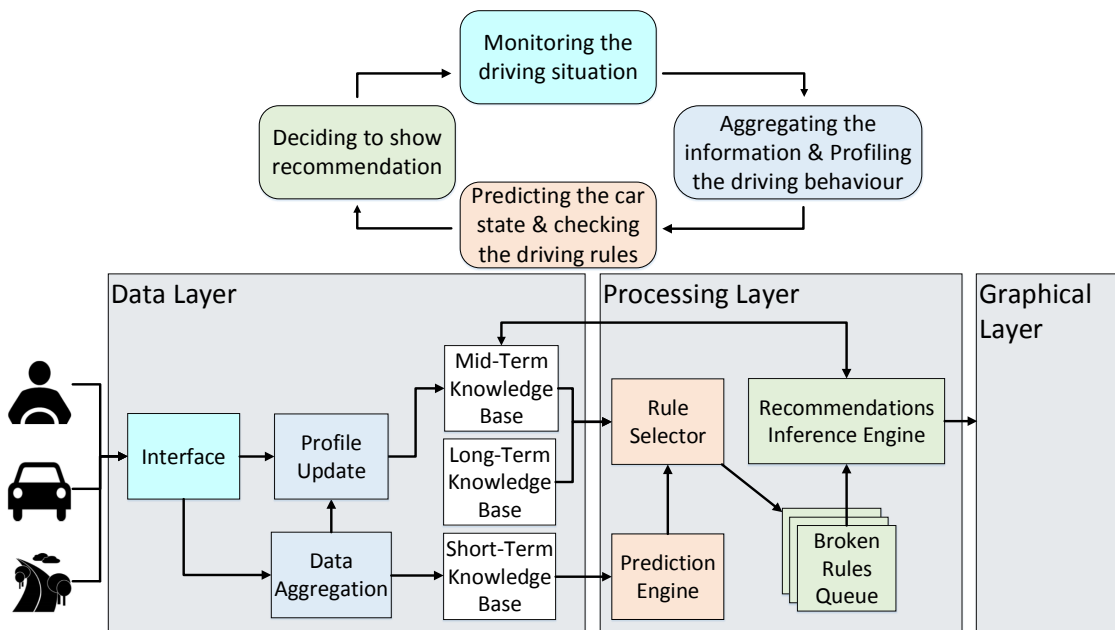 Monitoring the
driving situation
Deciding to show
recommendation
Aggregating the
information & Profiling
the driving behaviour
Predicting the car
state & checking
the driving rules
Data Layer
Processing Layer
Graphical
Layer
Mid-Term
Knowledge
Base
Rule
Selector
Recommendations
Inference Engine
Interface
Profile
Update
Long-Term
Knowledge
Base
Data
Aggregation
Short-Term
Knowledge
Base
Prediction
Engine
Broken
Rules
Queue